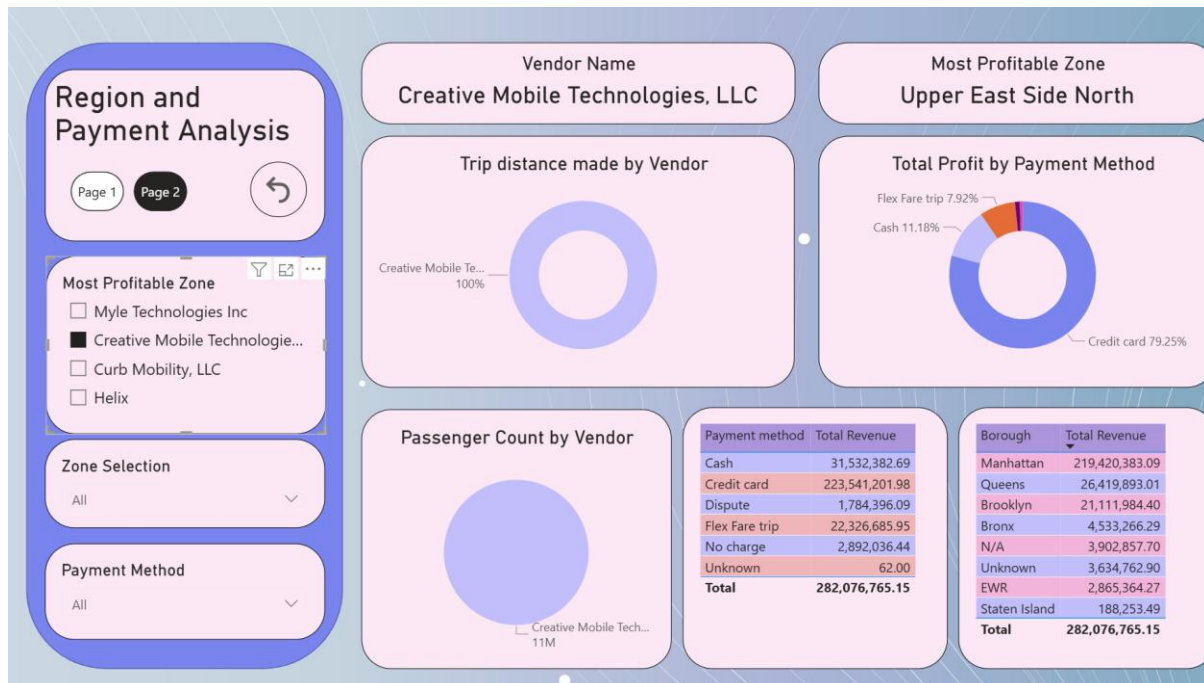 Region and
Payment Analysis
Page 1
Page 2
Most Profitable Zone
Myle Technologies Inc
Creative Mobile Technologie...
Curb Mobility, LLC
Helix
Zone Selection
All
Payment Method
All
Vendor Name
Creative Mobile Technologies, LLC
Most Profitable Zone
Upper East Side North
Trip distance made by Vendor
Creative Mobile Te...
100%
Total Profit by Payment Method
Flex Fare trip 7.92%
Cash 11.18%
Credit card 79.25%
Passenger Count by Vendor
Creative Mobile Tech...
11M
Payment method Total Revenue
Cash 31,532,382.69
Credit card 223,541,201.98
Dispute 1,784,396.09
Flex Fare trip 22,326,685.95
No charge 2,892,036.44
Unknown 62.00
Total 282,076,765.15
Borough Total Revenue
Manhattan 219,420,383.09
Queens 26,419,893.01
Brooklyn 21,111,984.40
Bronx 4,533,266.29
N/A 3,902,857.70
Unknown 3,634,762.90
EWR 2,865,364.27
Staten Island 188,253.49
Total 282,076,765.15